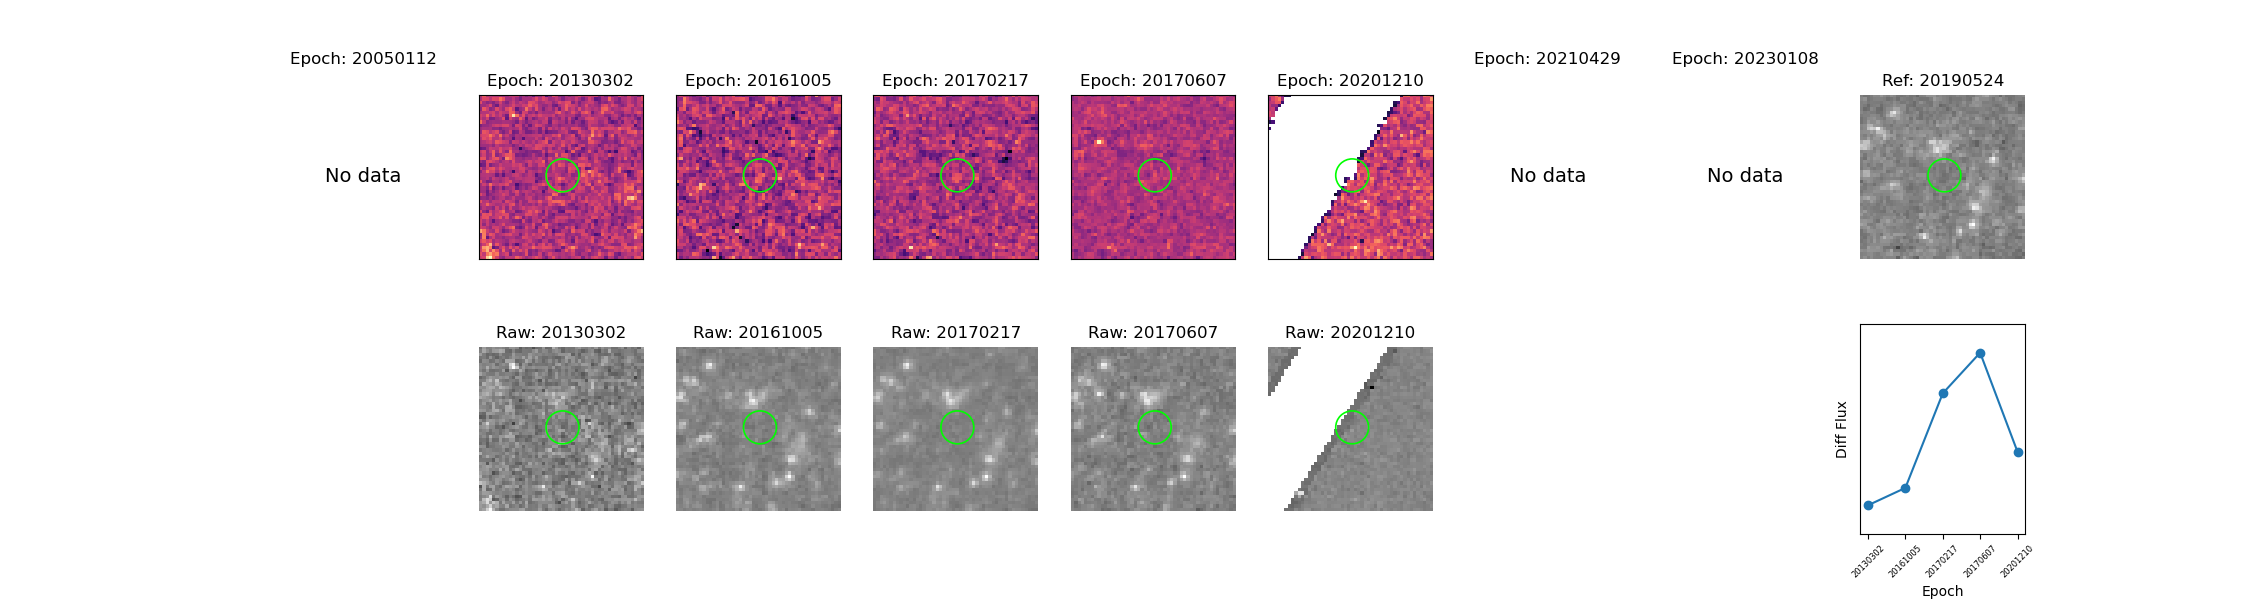 Epoch: 20050112
Epoch: 20130302
Epoch: 20161005
Epoch: 20170217
Epoch: 20170607
Epoch: 20201210
Epoch: 20210429
Epoch: 20230108
Ref: 20190524
No data
No data
No data
Raw: 20130302
Raw: 20161005
Raw: 20170217
Raw: 20170607
Raw: 20201210
Diff Flux
20130302
20161005
20170217
20170607
20201210
Epoch